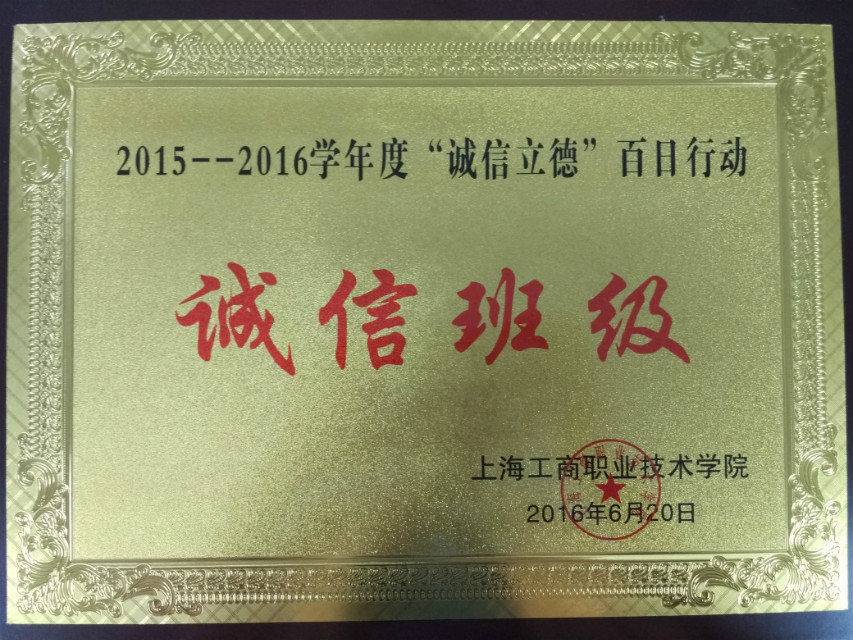 2015--2016学年度“诚信立德”百日行动
诚信班级
上海工商职业技术学院
2016年6月20日